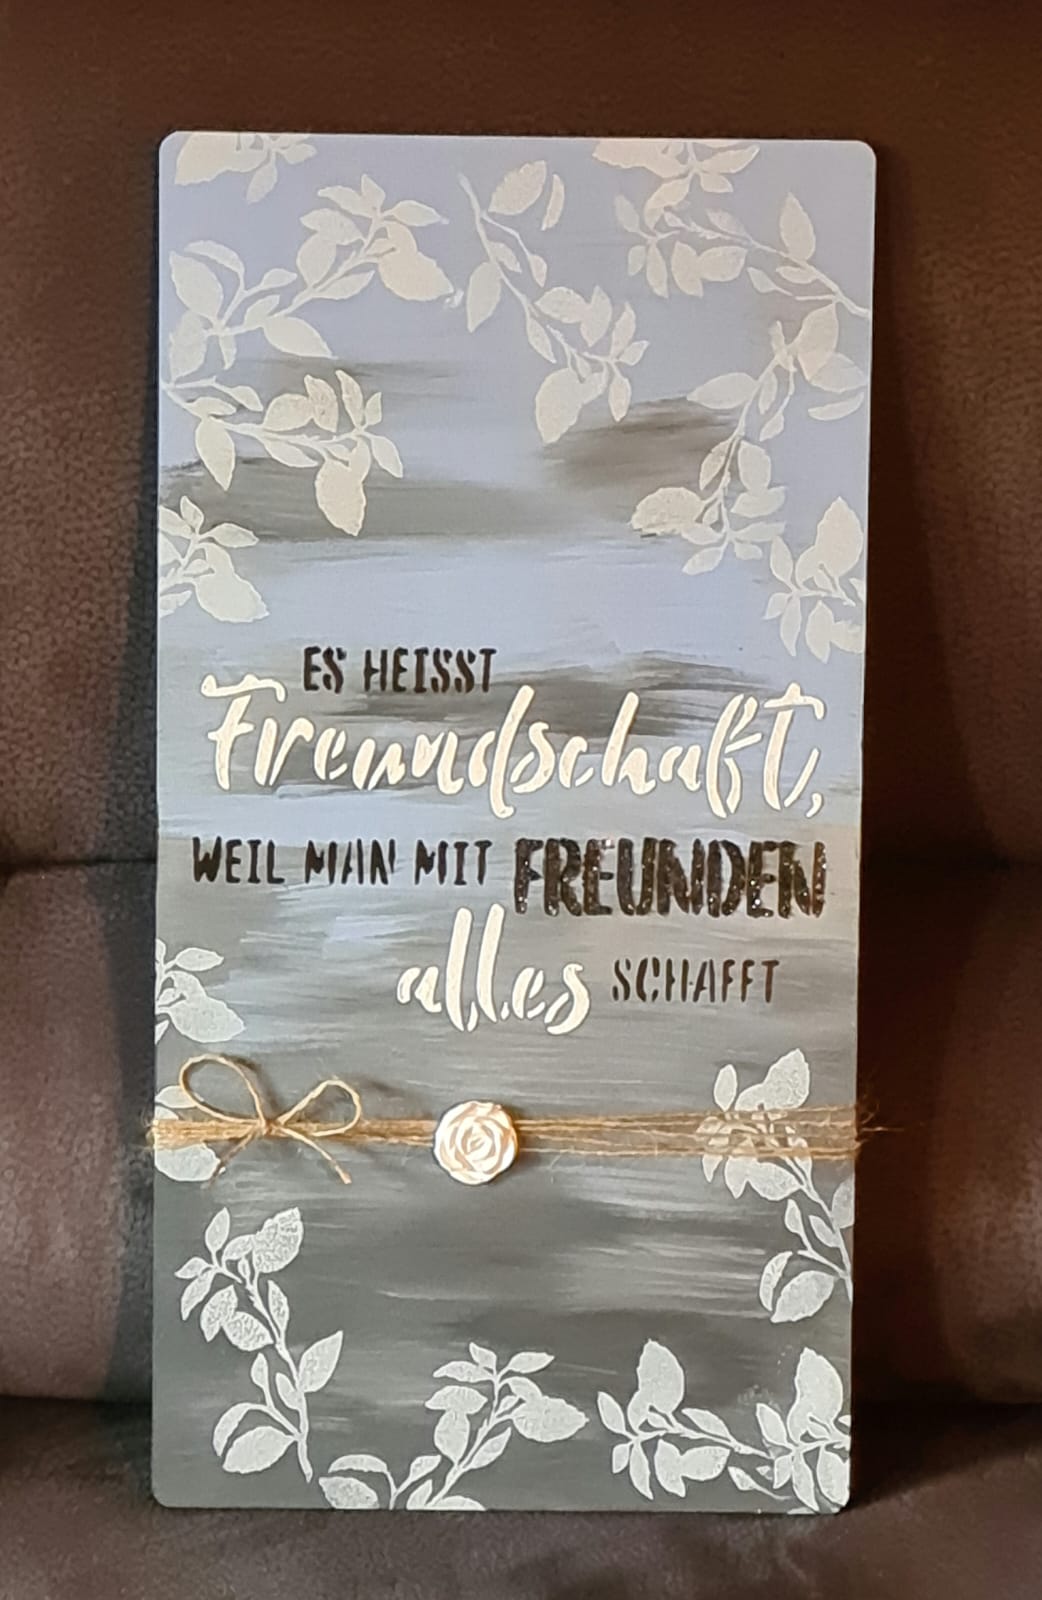 ES HEISST
Freundschaft,
WEIL MAN MIT FREUNDEN
alles SCHAFFT